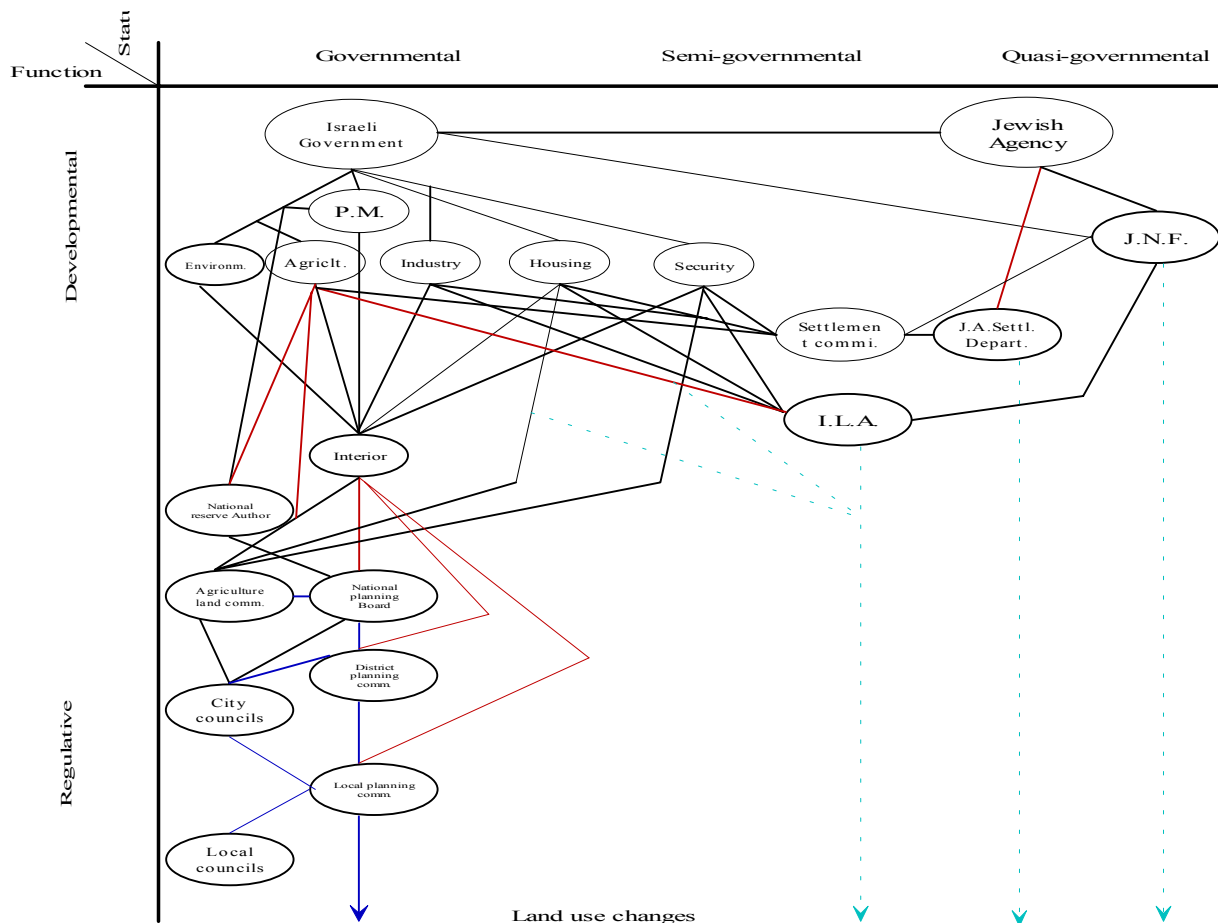 Statu
Function
Governmental
Semi-governmental
Quasi-governmental
Developmental
Regulative
Israeli
Government
Jewish
Agency
P.M.
J.N.F.
Environm.
Agriclt.
Industry
Housing
Security
Settlemen
t commi.
J.A.Settl.
Depart.
I.L.A.
Interior
National
reserve Author
Agriculture
land comm.
National
planning
Board
District
planning
comm.
City
councils
Local planning
comm.
Local
councils
Land use changes